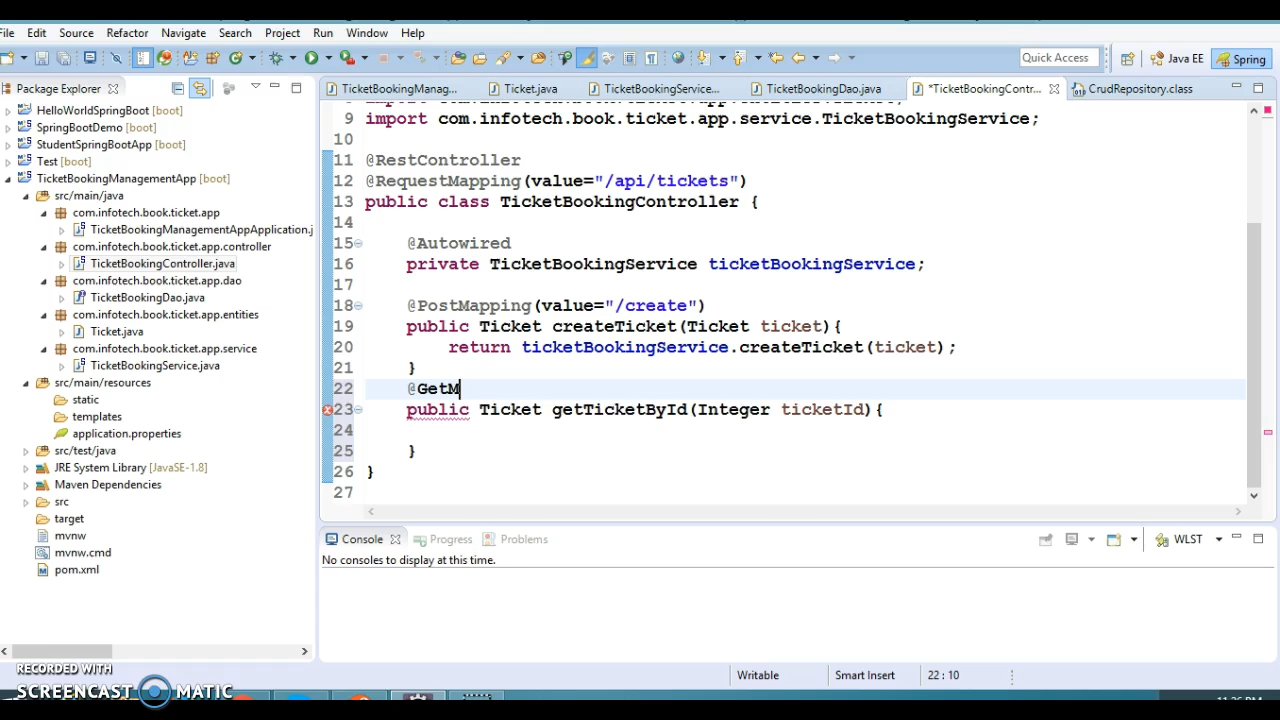 File Edit Source Refactor Navigate Search Project Run Window Help
Quick Access Java EE Spring
Package Explorer
HelloWorldSpringBoot [boot]
SpringBootDemo [boot]
StudentSpringBootApp [boot]
Test [boot]
TicketBookingManagementApp [boot]
src/main/java
com.infotech.book.ticket.app
TicketBookingManagementAppApplication.j
com.infotech.book.ticket.app.controller
TicketBookingController.java
com.infotech.book.ticket.app.dao
TicketBookingDao.java
com.infotech.book.ticket.app.entities
Ticket.java
com.infotech.book.ticket.app.service
TicketBookingService.java
src/main/resources
static
templates
application.properties
src/test/java
JRE System Library [JavaSE-1.8]
Maven Dependencies
src
target
mvnw
mvnw.cmd
pom.xml
TicketBookingManag... Ticket.java TicketBookingService... TicketBookingDao.java *TicketBookingContr... CrudRepository.class
9 import com.infotech.book.ticket.app.service.TicketBookingService;
10
11 @RestController
12 @RequestMapping(value="/api/tickets")
13 public class TicketBookingController {
14
15 @Autowired
16 private TicketBookingService ticketBookingService;
17
18 @PostMapping(value="/create")
19 public Ticket createTicket(Ticket ticket){
20 return ticketBookingService.createTicket(ticket);
21 }
22 @GetM
23 public Ticket getTicketById(Integer ticketId){
24
25 }
26 }
27
Console Progress Problems WLST
No consoles to display at this time.
Writable Smart Insert 22 : 10
RECORDED WITH
SCREENCAST MATIC